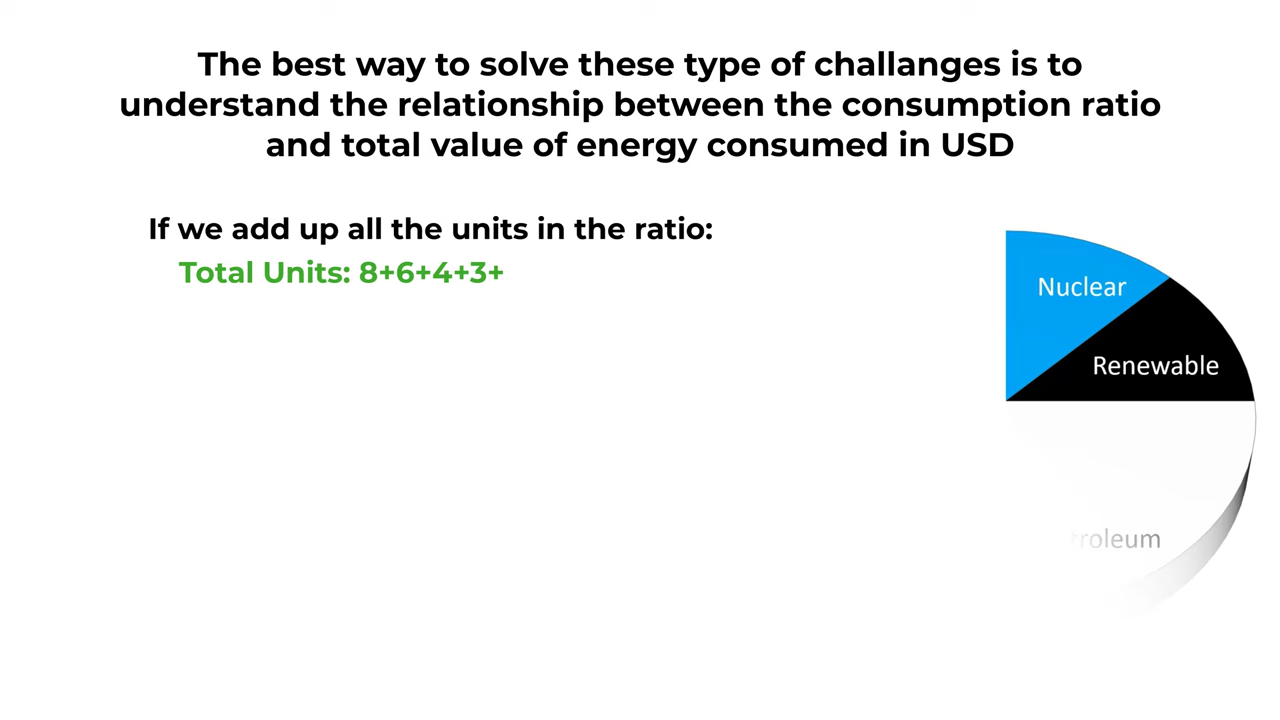 The best way to solve these type of challanges is to
understand the relationship between the consumption ratio
and total value of energy consumed in USD
If we add up all the units in the ratio:
Total Units: 8+6+4+3+
Nuclear
Renewable
troleum